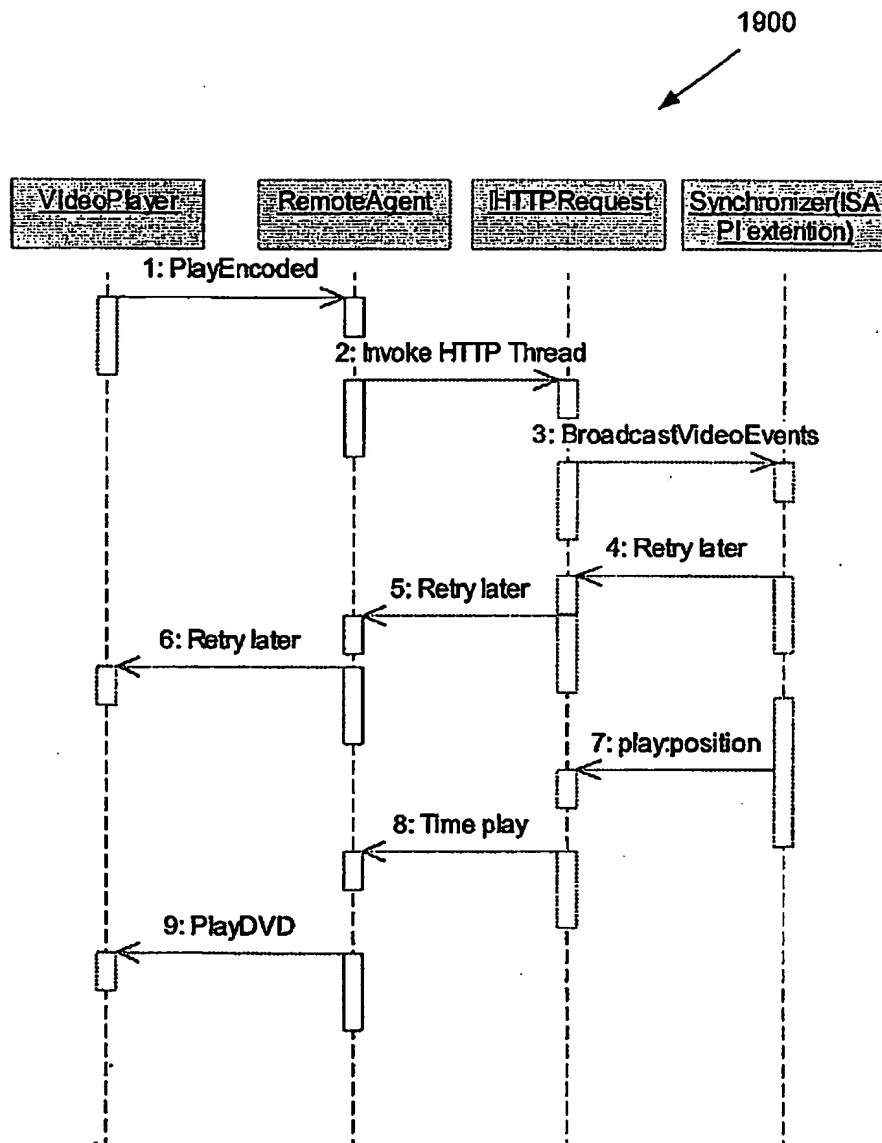 1900
VideoPlayer
RemoteAgent
IHTTPRequest
Synchronizer(ISA
PI extention)
1: PlayEncoded
2: Invoke HTTP Thread
3: BroadcastVideoEvents
4: Retry later
5: Retry later
6: Retry later
7: play:position
8: Time play
9: PlayDVD